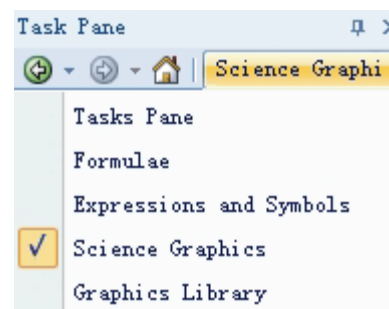 Task Pane
Science Graphi
Tasks Pane
Formulae
Expressions and Symbols
Science Graphics
Graphics Library